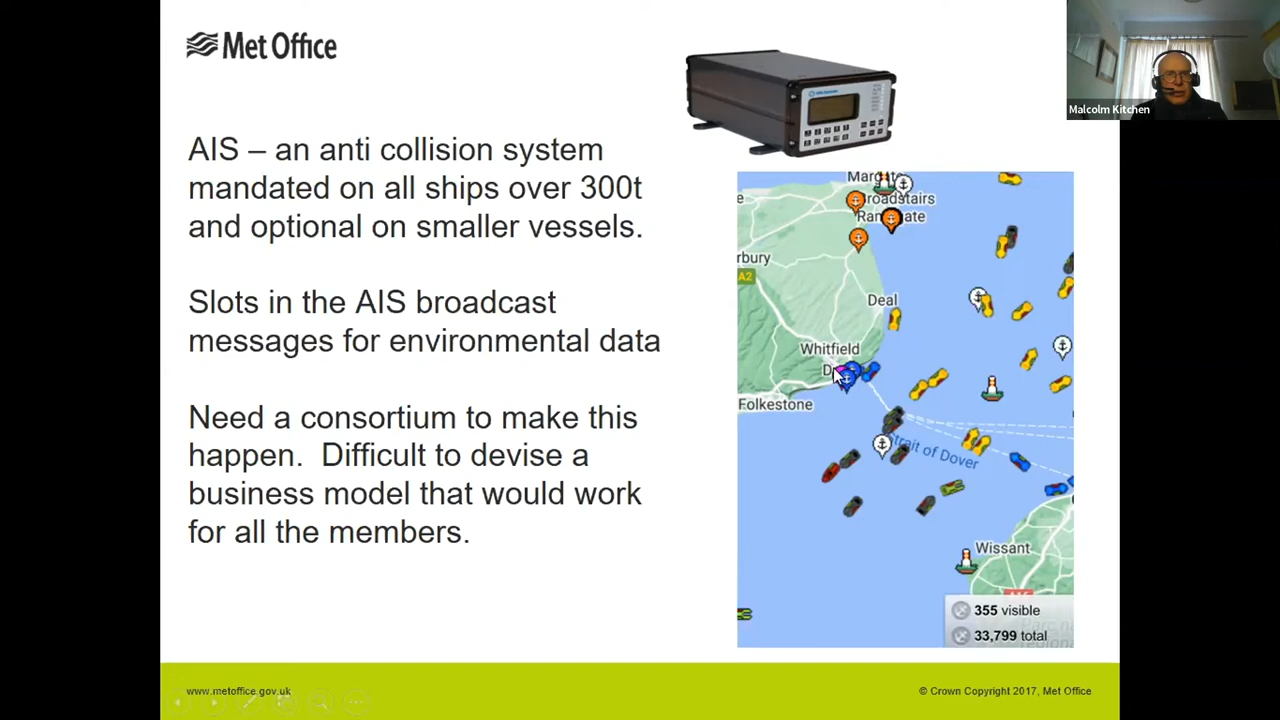 Met Office
Malcolm Kitchen
AIS – an anti collision system
mandated on all ships over 300t
and optional on smaller vessels.
Slots in the AIS broadcast
messages for environmental data
Need a consortium to make this
happen.  Difficult to devise a
business model that would work
for all the members.
Margate
Broadstairs
A2
Deal
Whitfield
Folkestone
Strait of Dover
Wissant
355 visible
33,799 total
www.metoffice.gov.uk
© Crown Copyright 2017, Met Office